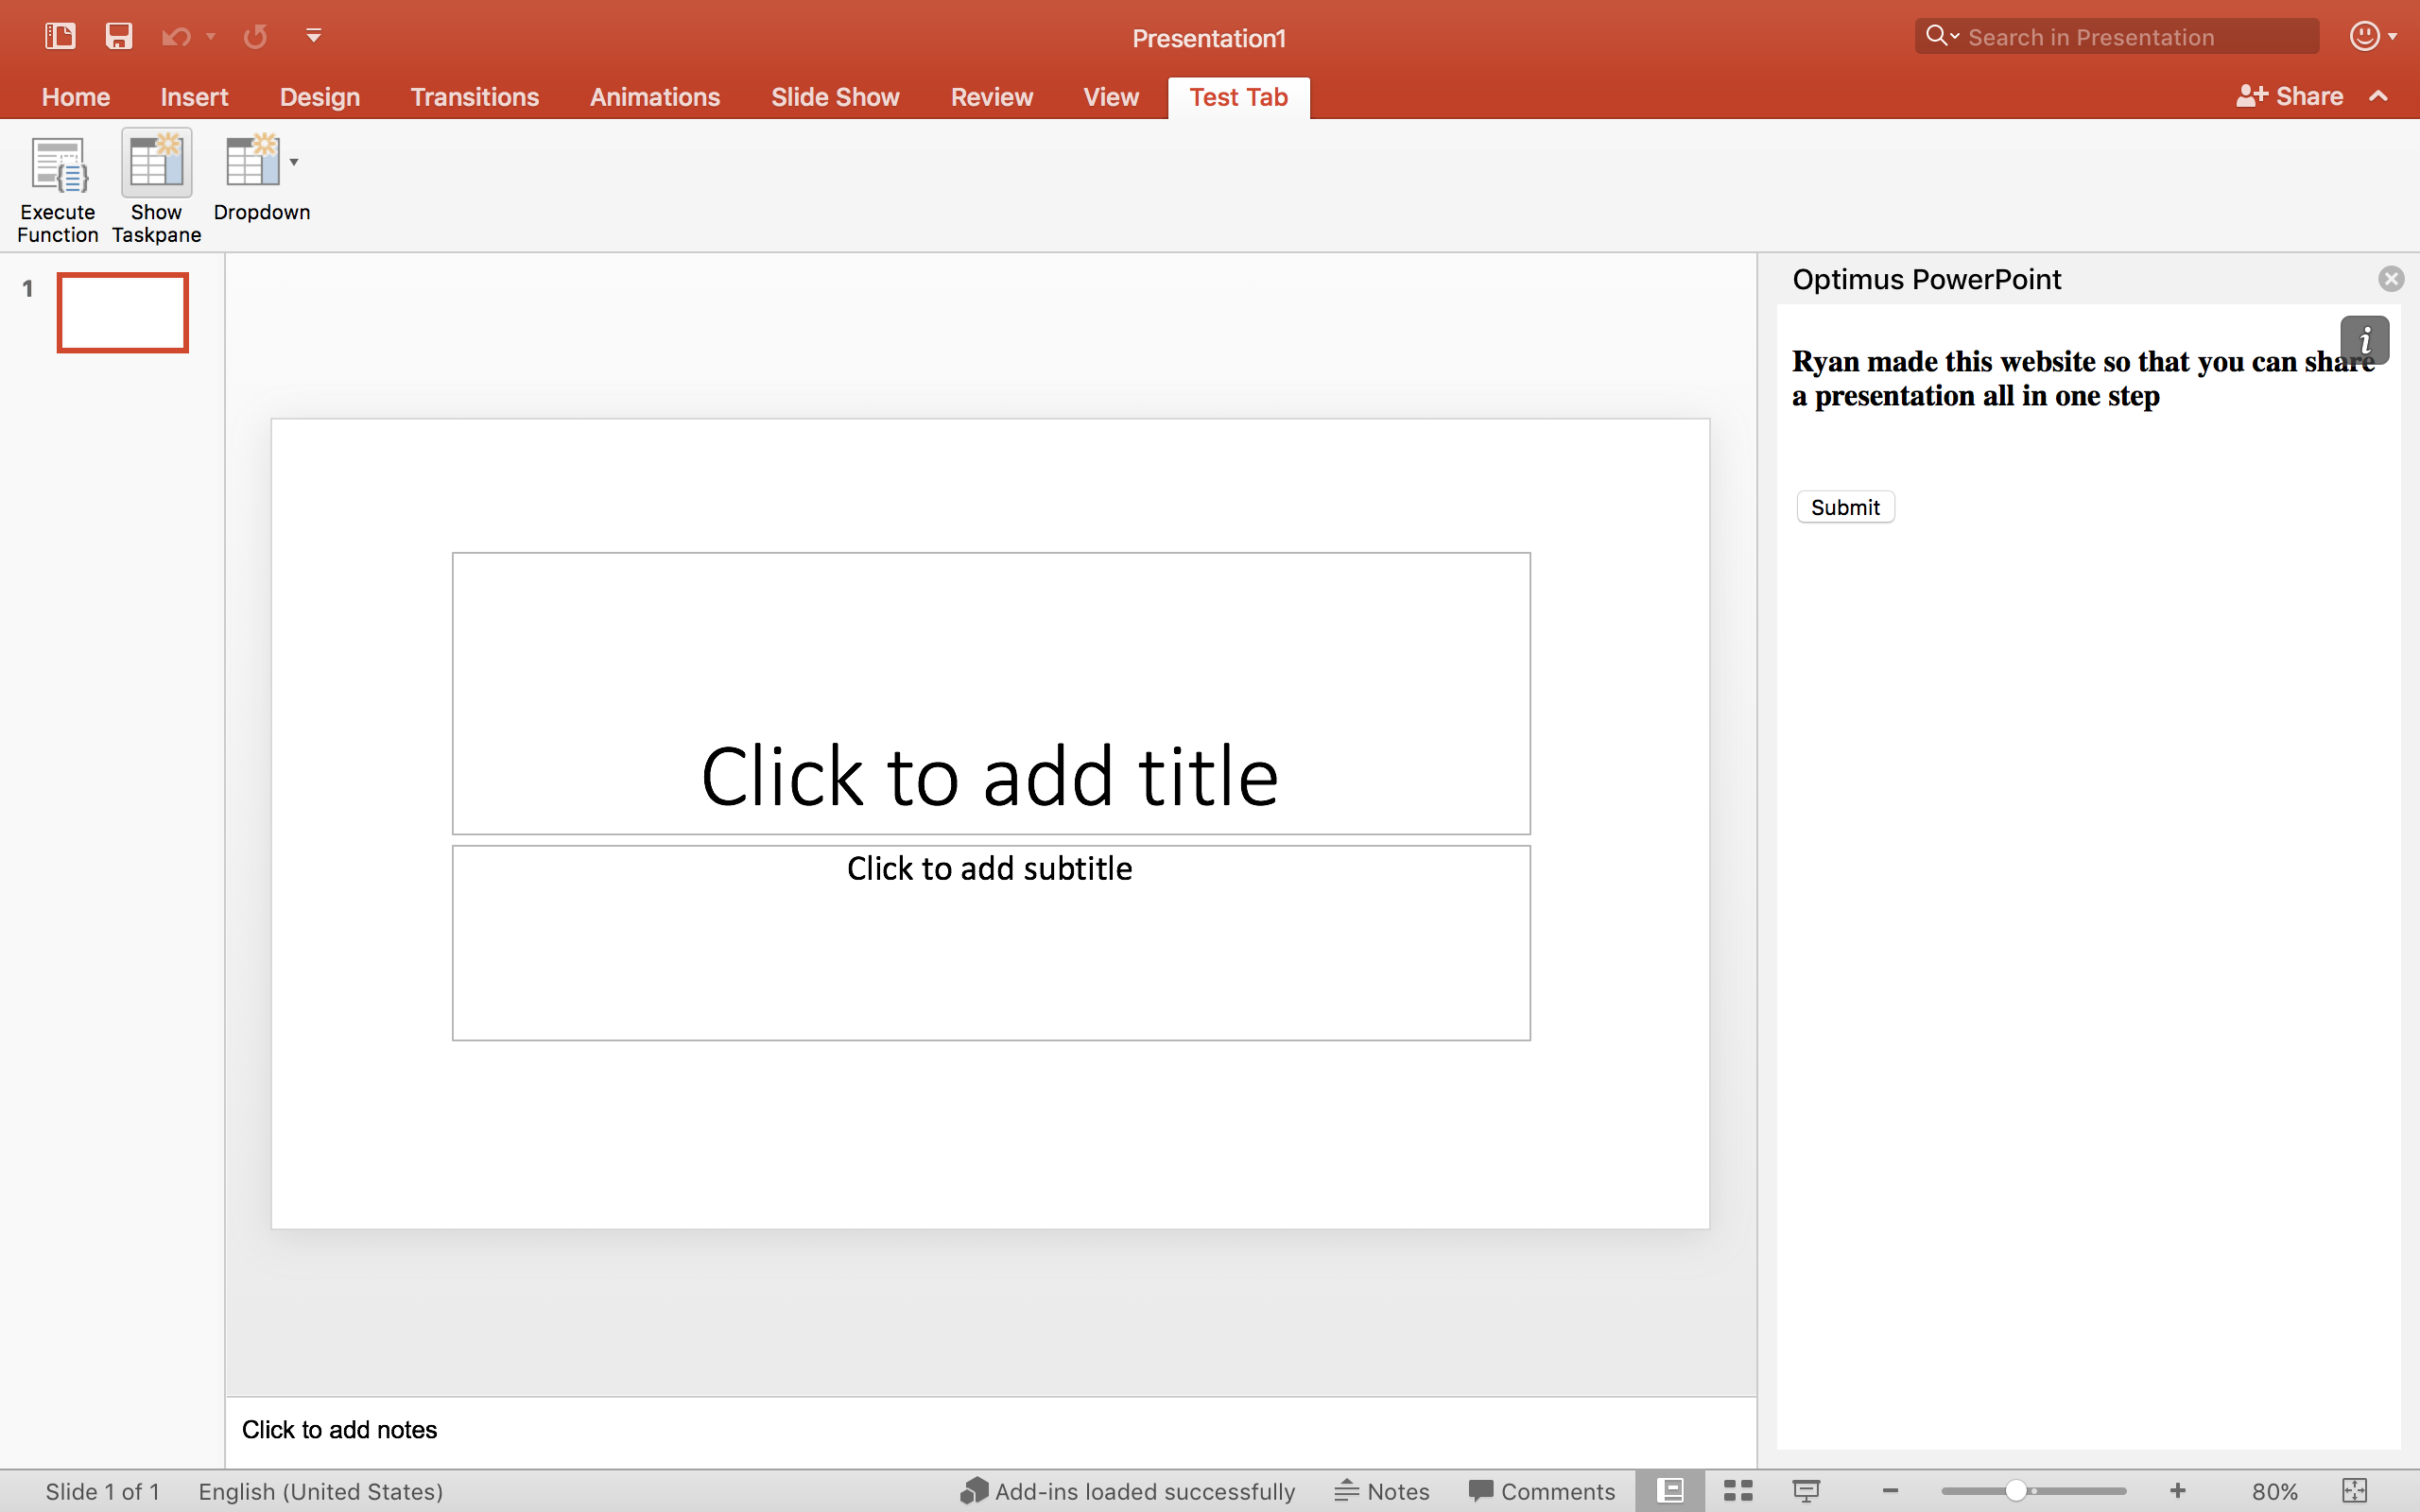 Presentation1
Search in Presentation
Home Insert Design Transitions Animations Slide Show Review View Test Tab Share
Execute Function
Show Taskpane
Dropdown
1
Optimus PowerPoint
i
Ryan made this website so that you can share
a presentation all in one step
Submit
Click to add title
Click to add subtitle
Click to add notes
Slide 1 of 1 English (United States) Add-ins loaded successfully Notes Comments 80%